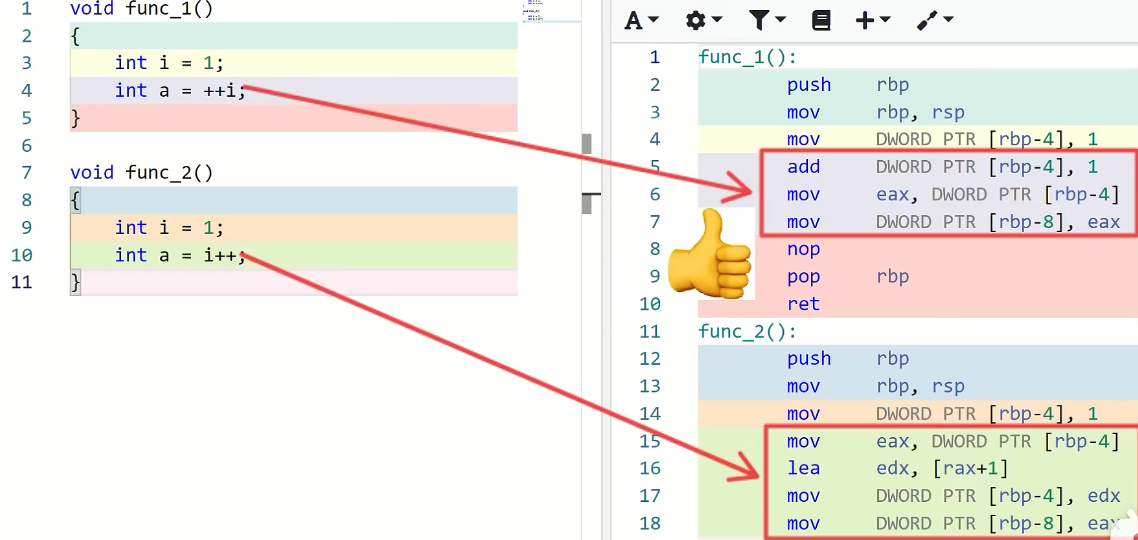 1 void func_1()
2 {
3 int i = 1;
4 int a = ++i;
5 }
6
7 void func_2()
8 {
9 int i = 1;
10 int a = i++;
11 }
A
1 func_1():
2 push rbp
3 mov rbp, rsp
4 mov DWORD PTR [rbp-4], 1
5 add DWORD PTR [rbp-4], 1
6 mov eax, DWORD PTR [rbp-4]
7 mov DWORD PTR [rbp-8], eax
8 nop
9 pop rbp
10 ret
11 func_2():
12 push rbp
13 mov rbp, rsp
14 mov DWORD PTR [rbp-4], 1
15 mov eax, DWORD PTR [rbp-4]
16 lea edx, [rax+1]
17 mov DWORD PTR [rbp-4], edx
18 mov DWORD PTR [rbp-8], eax